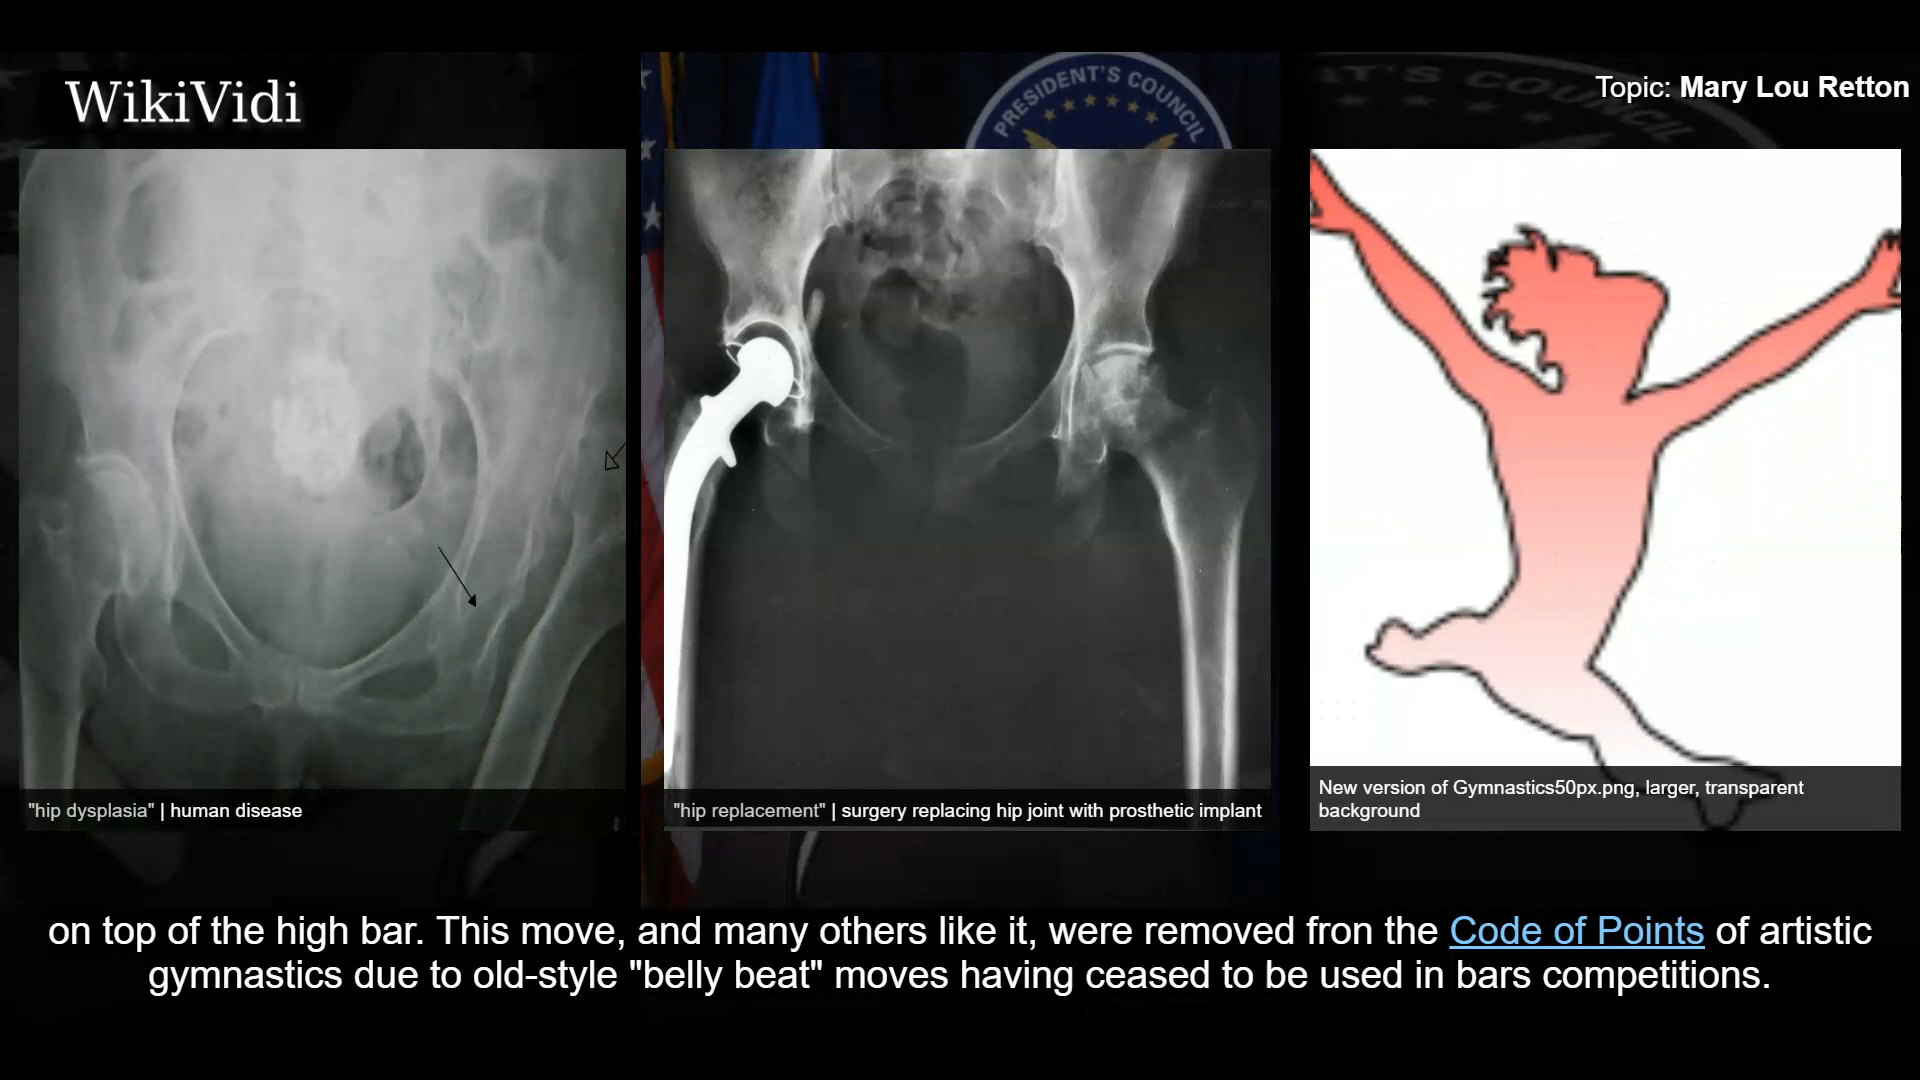 WikiVidi
Topic: Mary Lou Retton
PRESIDENT'S COUNCIL
"hip dysplasia" | human disease
"hip replacement" | surgery replacing hip joint with prosthetic implant
New version of Gymnastics50px.png, larger, transparent
background
on top of the high bar. This move, and many others like it, were removed fron the Code of Points of artistic
gymnastics due to old-style "belly beat" moves having ceased to be used in bars competitions.